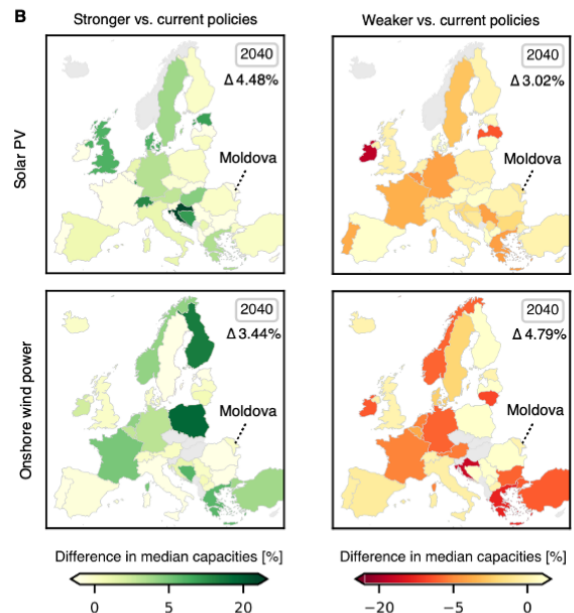 B
Stronger vs. current policies
Weaker vs. current policies
Solar PV
2040
Δ 4.48%
Moldova
2040
Δ 3.02%
Moldova
Onshore wind power
2040
Δ 3.44%
Moldova
2040
Δ 4.79%
Moldova
Difference in median capacities [%]
0 5 20
Difference in median capacities [%]
−20 −5 0